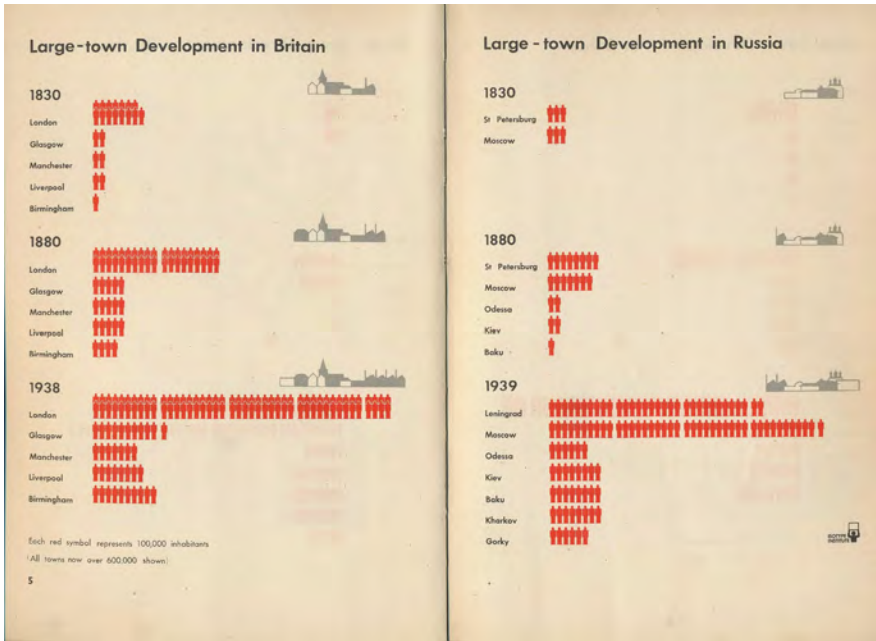 Large-town Development in Britain
1830
London
Glasgow
Manchester
Liverpool
Birmingham
1880
London
Glasgow
Manchester
Liverpool
Birmingham
1938
London
Glasgow
Manchester
Liverpool
Birmingham
Each red symbol represents 100,000 inhabitants
(All towns now over 600,000 shown)
5
Large-town Development in Russia
1830
St Petersburg
Moscow
1880
St Petersburg
Moscow
Odessa
Kiev
Baku
1939
Leningrad
Moscow
Odessa
Kiev
Baku
Kharkov
Gorky
ISOTYPE
INSTITUTE